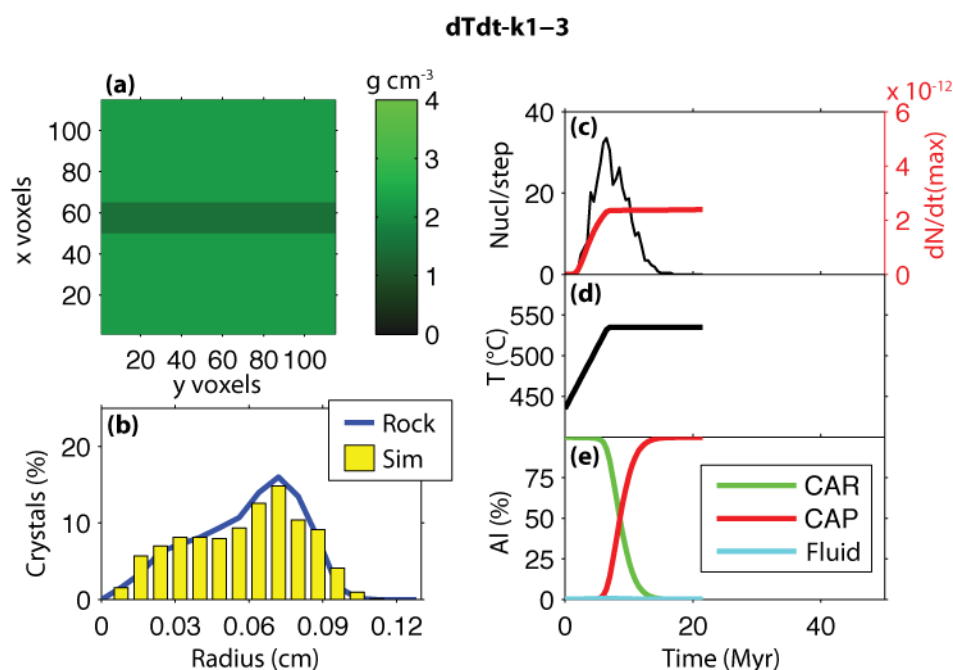 dTdt-k1–3
(a)
g cm-3
x voxels
100
80
60
40
20
20 40 60 80 100
y voxels
4
3
2
1
0
(b)
Rock
Sim
Crystals (%)
20
10
0
0 0.03 0.06 0.09 0.12
Radius (cm)
x 10-12
(c)
Nucl/step
40
20
0
6
4
2
0
dN/dt(max)
(d)
T (°C)
550
500
450
(e)
Al (%)
75
50
25
0
CAR
CAP
Fluid
0 20 40
Time (Myr)